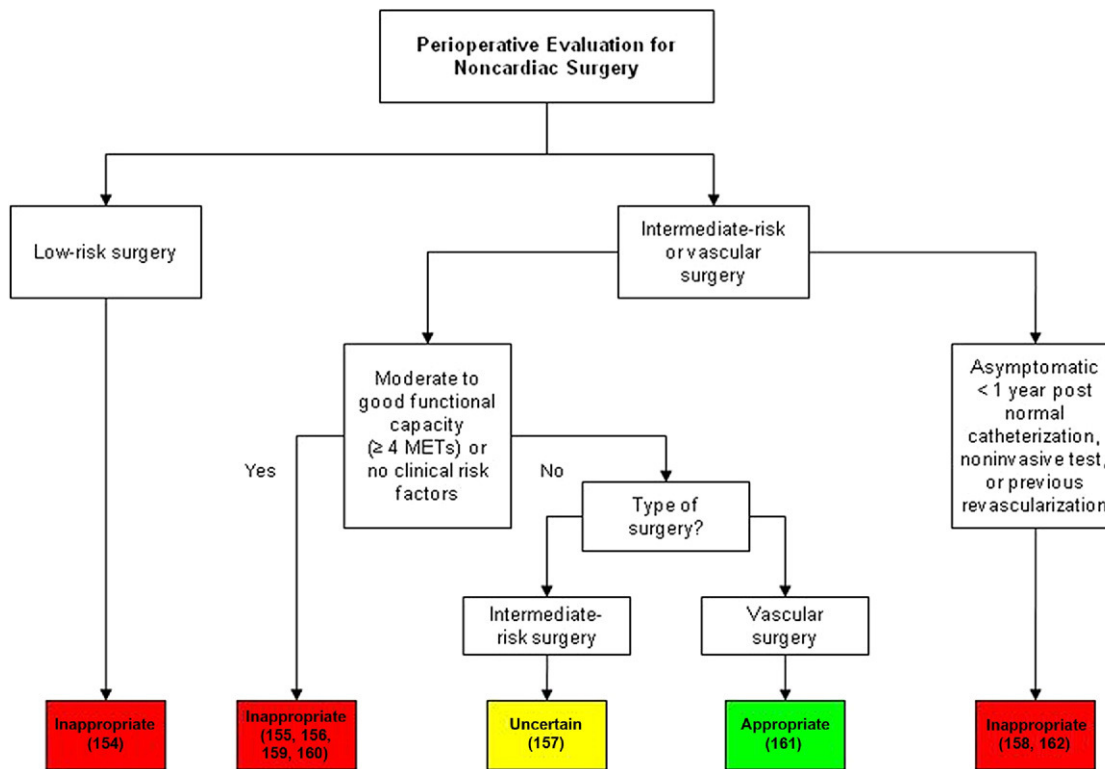 Perioperative Evaluation for
Noncardiac Surgery
Low-risk surgery
Intermediate-risk
or vascular
surgery
Moderate to
good functional
capacity
(≥ 4 METs) or
no clinical risk
factors
Asymptomatic
< 1 year post
normal
catheterization,
noninvasive test,
or previous
revascularization
Yes
No
Type of
surgery?
Intermediate-
risk surgery
Vascular
surgery
Inappropriate
(154)
Inappropriate
(155, 156,
159, 160)
Uncertain
(157)
Appropriate
(161)
Inappropriate
(158, 162)